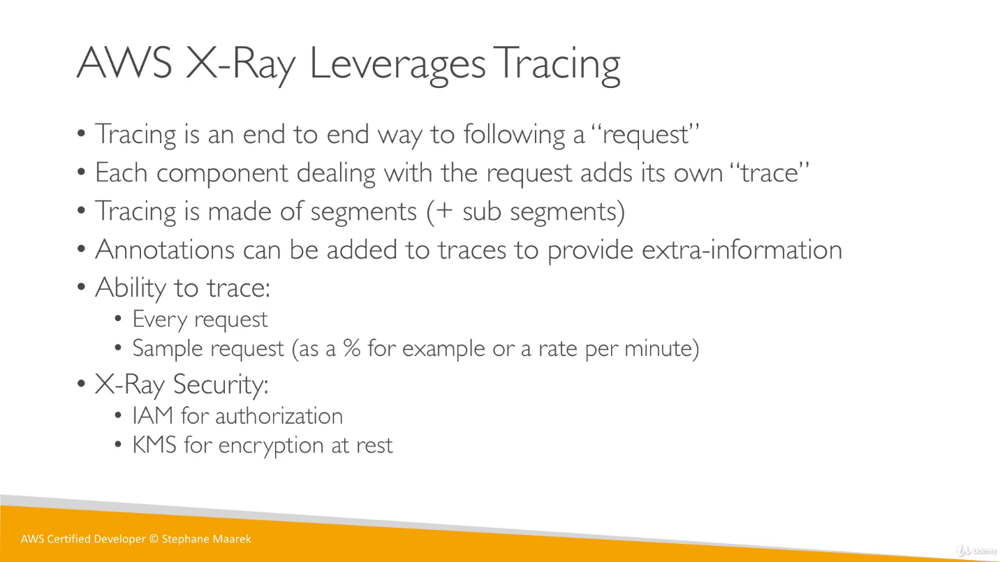 AWS X-Ray Leverages Tracing
• Tracing is an end to end way to following a “request”
• Each component dealing with the request adds its own “trace”
• Tracing is made of segments (+ sub segments)
• Annotations can be added to traces to provide extra-information
• Ability to trace:
• Every request
• Sample request (as a % for example or a rate per minute)
• X-Ray Security:
• IAM for authorization
• KMS for encryption at rest
AWS Certified Developer © Stephane Maarek
Udemy